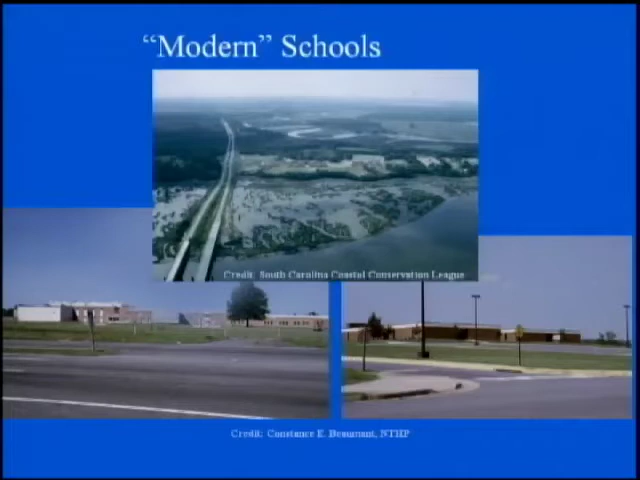 “Modern” Schools
Credit: South Carolina Coastal Conservation League
Credit: Constance E. Beaumont, NTHP